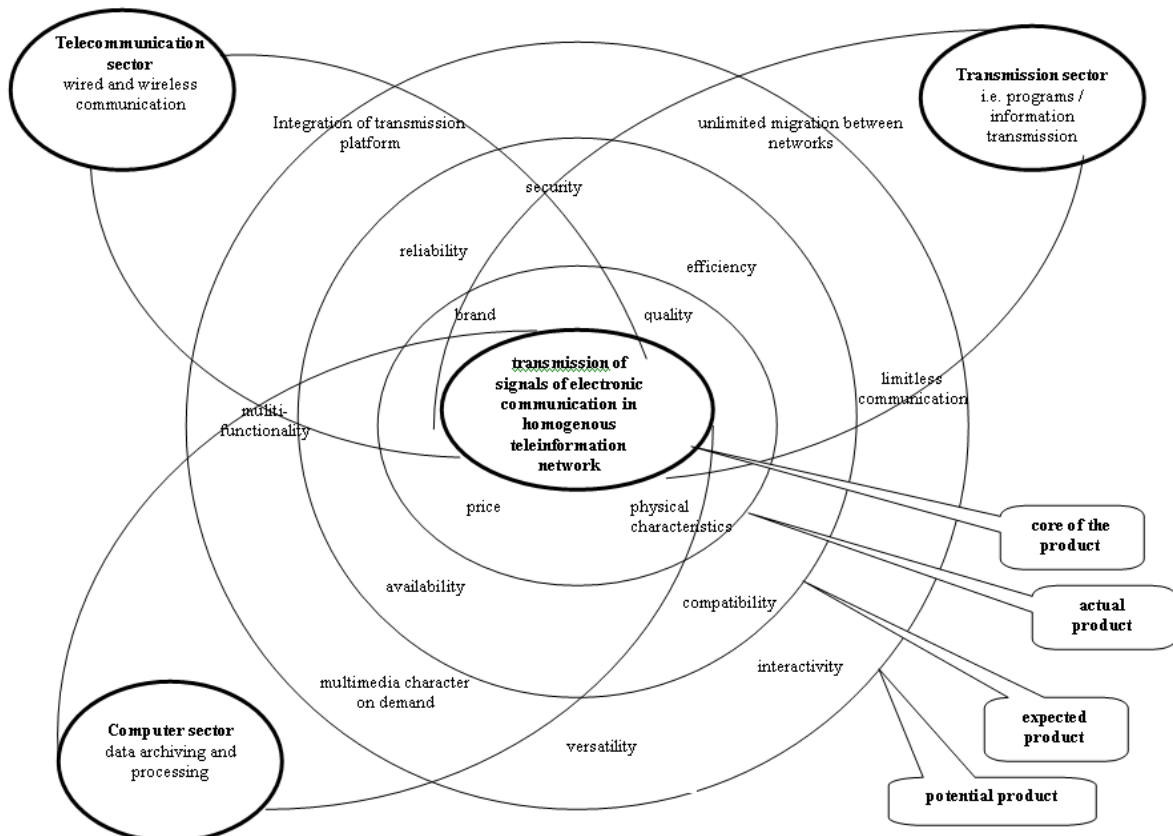 Telecommunication
sector
wired and wireless
communication
Transmission sector
i.e. programs /
information
transmission
Integration of transmission
platform
unlimited migration between
networks
security
reliability
efficiency
brand
quality
transmission of
signals of electronic
communication in
homogenous
teleinformation
network
muliti-
functionality
limitless
communication
price
physical
characteristics
core of the
product
availability
compatibility
actual
product
interactivity
multimedia character
on demand
expected
product
versatility
Computer sector
data archiving and
processing
potential product